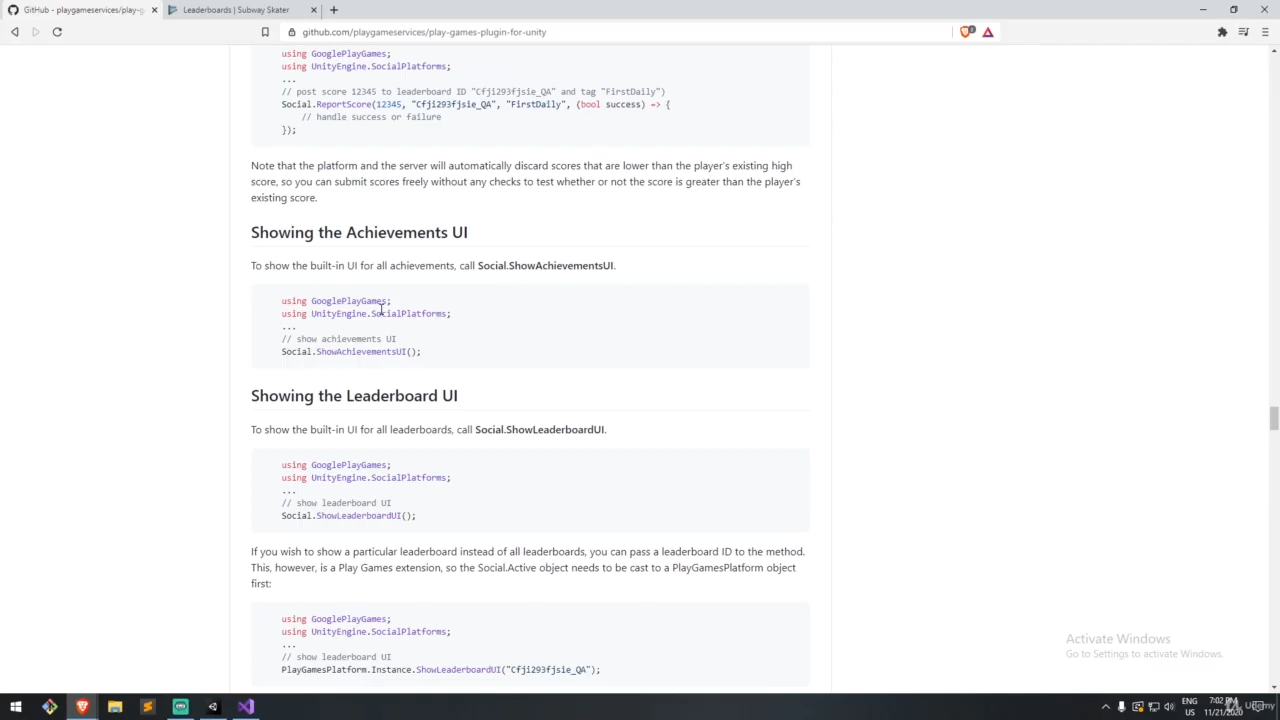 GitHub - playgameservices/play-g
Leaderboards | Subway Skater
github.com/playgameservices/play-games-plugin-for-unity
using GooglePlayGames;
using UnityEngine.SocialPlatforms;
...
// post score 12345 to leaderboard ID "Cfji293fjsie_QA" and tag "FirstDaily")
Social.ReportScore(12345, "Cfji293fjsie_QA", "FirstDaily", (bool success) => {
// handle success or failure
});
Note that the platform and the server will automatically discard scores that are lower than the player's existing high
score, so you can submit scores freely without any checks to test whether or not the score is greater than the player's
existing score.
Showing the Achievements UI
To show the built-in UI for all achievements, call Social.ShowAchievementsUI.
using GooglePlayGames;
using UnityEngine.SocialPlatforms;
...
// show achievements UI
Social.ShowAchievementsUI();
Showing the Leaderboard UI
To show the built-in UI for all leaderboards, call Social.ShowLeaderboardUI.
using GooglePlayGames;
using UnityEngine.SocialPlatforms;
...
// show leaderboard UI
Social.ShowLeaderboardUI();
If you wish to show a particular leaderboard instead of all leaderboards, you can pass a leaderboard ID to the method.
This, however, is a Play Games extension, so the Social.Active object needs to be cast to a PlayGamesPlatform object
first:
using GooglePlayGames;
using UnityEngine.SocialPlatforms;
...
// show leaderboard UI
PlayGamesPlatform.Instance.ShowLeaderboardUI("Cfji293fjsie_QA");
Activate Windows
Go to Settings to activate Windows.
ENG
US
7:02 PM
11/21/2020
Udemy